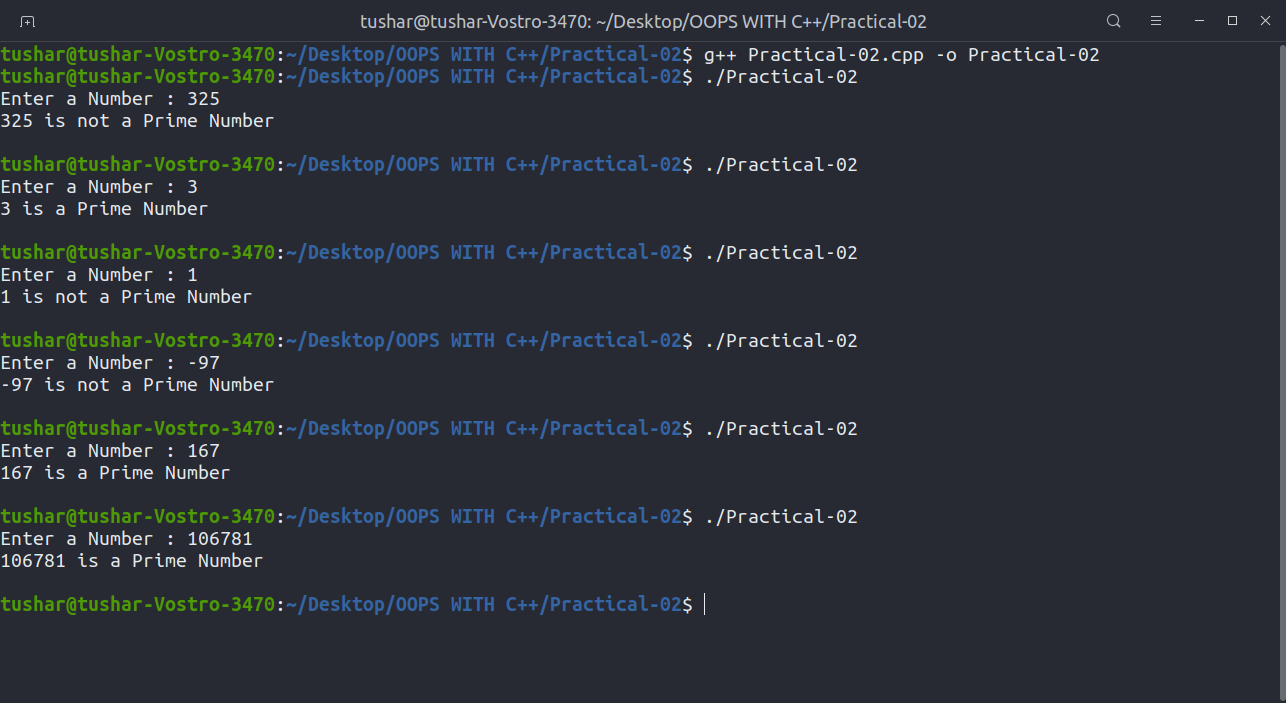 tushar@tushar-Vostro-3470: ~/Desktop/OOPS WITH C++/Practical-02
tushar@tushar-Vostro-3470:~/Desktop/OOPS WITH C++/Practical-02$ g++ Practical-02.cpp -o Practical-02
tushar@tushar-Vostro-3470:~/Desktop/OOPS WITH C++/Practical-02$ ./Practical-02
Enter a Number : 325
325 is not a Prime Number
tushar@tushar-Vostro-3470:~/Desktop/OOPS WITH C++/Practical-02$ ./Practical-02
Enter a Number : 3
3 is a Prime Number
tushar@tushar-Vostro-3470:~/Desktop/OOPS WITH C++/Practical-02$ ./Practical-02
Enter a Number : 1
1 is not a Prime Number
tushar@tushar-Vostro-3470:~/Desktop/OOPS WITH C++/Practical-02$ ./Practical-02
Enter a Number : -97
-97 is not a Prime Number
tushar@tushar-Vostro-3470:~/Desktop/OOPS WITH C++/Practical-02$ ./Practical-02
Enter a Number : 167
167 is a Prime Number
tushar@tushar-Vostro-3470:~/Desktop/OOPS WITH C++/Practical-02$ ./Practical-02
Enter a Number : 106781
106781 is a Prime Number
tushar@tushar-Vostro-3470:~/Desktop/OOPS WITH C++/Practical-02$